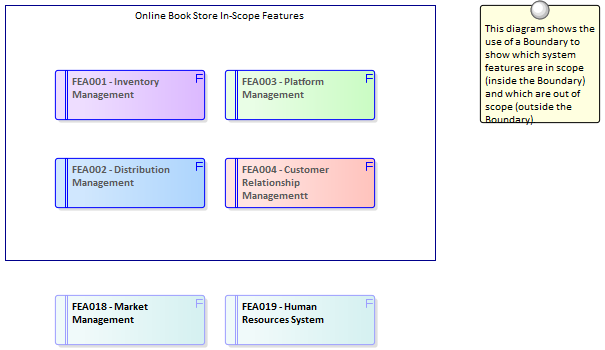 Online Book Store In-Scope Features
FEA001 - Inventory
Management
F
FEA003 - Platform
Management
F
FEA002 - Distribution
Management
F
FEA004 - Customer
Relationship
Managementt
F
FEA018 - Market
Management
F
FEA019 - Human
Resources System
F
This diagram shows the
use of a Boundary to
show which system
features are in scope
(inside the Boundary)
and which are out of
scope (outside the
Boundary)